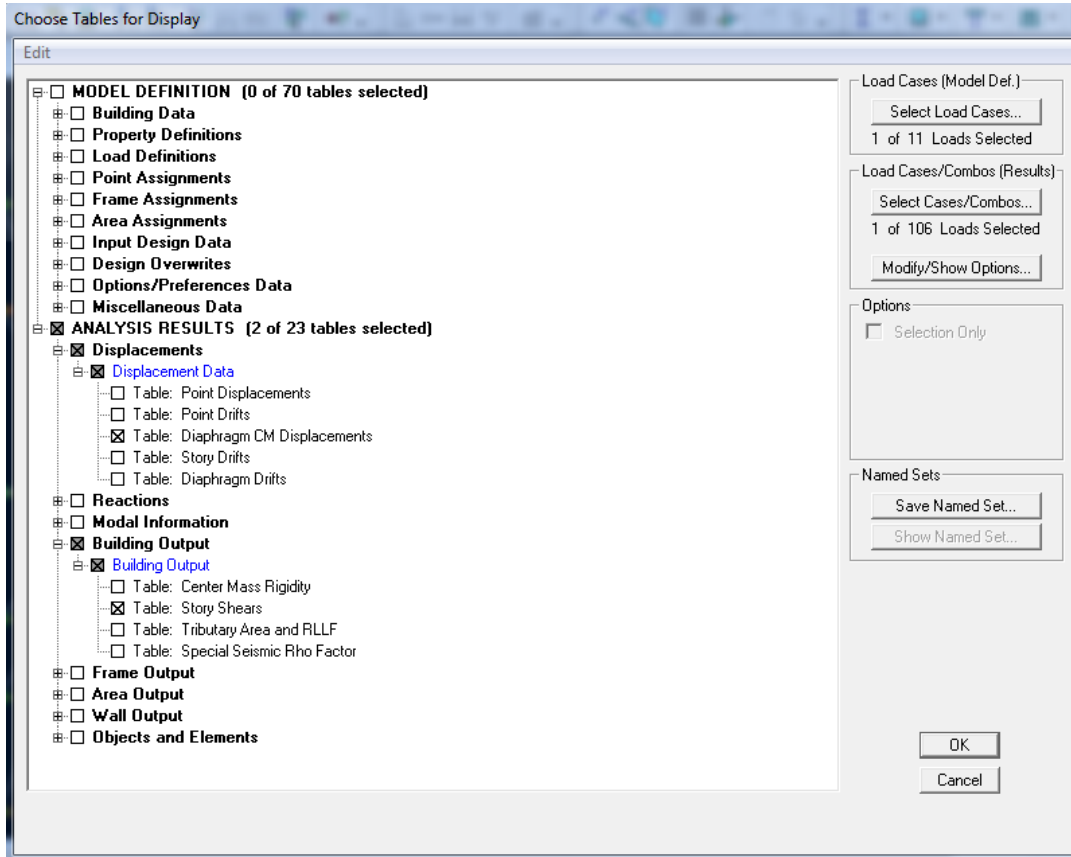 Choose Tables for Display
Edit
MODEL DEFINITION (0 of 70 tables selected)
Building Data
Property Definitions
Load Definitions
Point Assignments
Frame Assignments
Area Assignments
Input Design Data
Design Overwrites
Options/Preferences Data
Miscellaneous Data
ANALYSIS RESULTS (2 of 23 tables selected)
Displacements
Displacement Data
Table: Point Displacements
Table: Point Drifts
Table: Diaphragm CM Displacements
Table: Story Drifts
Table: Diaphragm Drifts
Reactions
Modal Information
Building Output
Building Output
Table: Center Mass Rigidity
Table: Story Shears
Table: Tributary Area and RLLF
Table: Special Seismic Rho Factor
Frame Output
Area Output
Wall Output
Objects and Elements
Load Cases (Model Def.)
Select Load Cases...
1 of 11 Loads Selected
Load Cases/Combos (Results)
Select Cases/Combos...
1 of 106 Loads Selected
Modify/Show Options...
Options
Selection Only
Named Sets
Save Named Set...
Show Named Set...
OK
Cancel